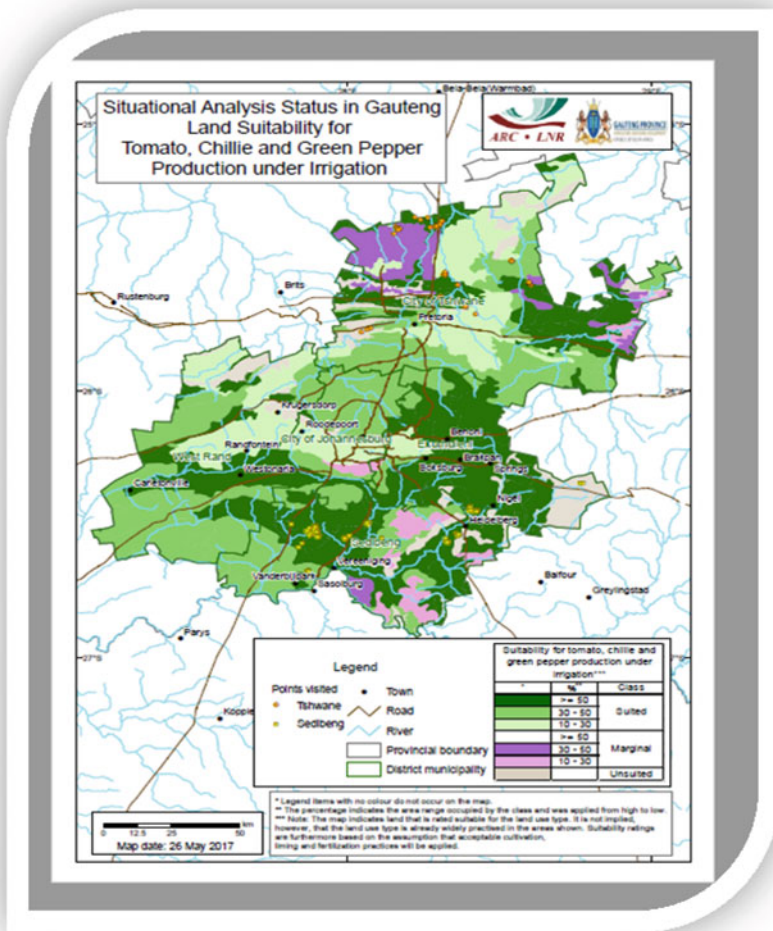 Bela-Bela(Warmbad)
Situational Analysis Status in Gauteng
Land Suitability for
Tomato, Chillie and Green Pepper
Production under Irrigation
ARC • LNR
GAUTENG PROVINCE
Brits
Rustenburg
City of Tshwane
Pretoria
26°S
26°S
Krugersdorp
Roodepoort
City of Johannesburg
Benoni
Ekurhuleni
Randfontein
West Rand
Brakpan
Boksburg
Springs
Westonaria
Carletonville
Nigel
Heidelberg
Sedibeng
Vereeniging
Vanderbijlpark
Sasolburg
Balfour
Greylingstad
Parys
27°S
27°S
Legend
Points visited
Tshwane
Sedibeng
Town
Road
River
Provincial boundary
District municipality
Suitability for tomato, chillie and
green pepper production under
irrigation***
* %** Class
>= 50
30 - 50 Suited
10 - 30
>= 50
30 - 50 Marginal
10 - 30
Unsuited
* Legend items with no colour do not occur on the map.
** The percentage indicates the area range occupied by the class and was applied from high to low.
*** Note: The map indicates land that is rated suitable for the land use type. It is not implied,
however, that the land use type is already widely practised in the areas shown. Suitability ratings
are furthermore based on the assumption that acceptable cultivation,
liming and fertilization practices will be applied.
km
0 12.5 25 50
Map date: 26 May 2017